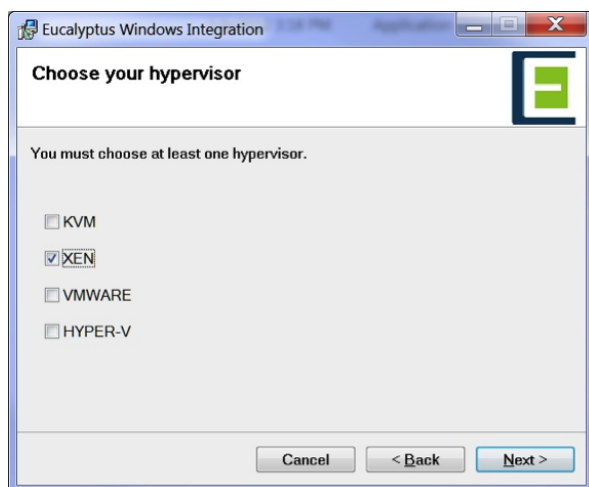 Eucalyptus Windows Integration
Choose your hypervisor
You must choose at least one hypervisor.
KVM
XEN
VMWARE
HYPER-V
Cancel
< Back
Next >